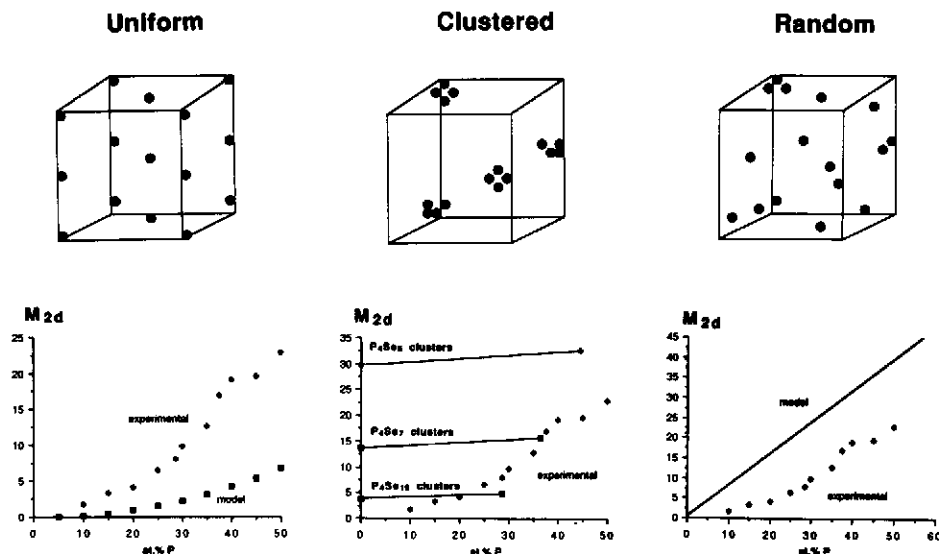 Uniform
Clustered
Random
M2d
25
20
15
10
5
0
experimental
model
0 10 20 30 40 50
at.% P
M2d
35
30
25
20
15
10
5
0
P4Se5 clusters
P4Se7 clusters
P4Se10 clusters
experimental
0 10 20 30 40 50
at.% P
M2d
45
40
35
30
25
20
15
10
5
0
model
experimental
0 10 20 30 40 50 60
at.% P